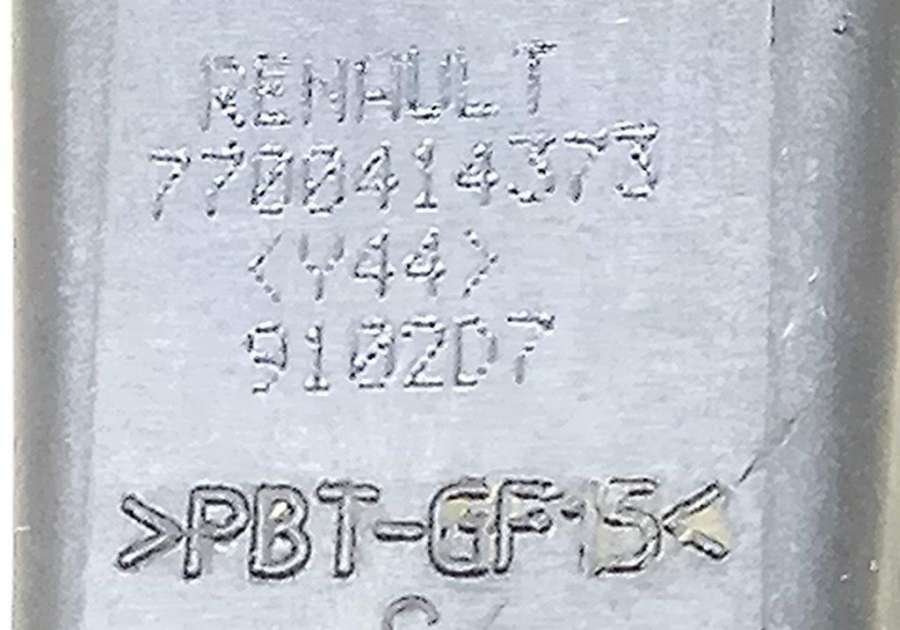 RENAULT
7700414373
<Y44>
9102D7
>PBT-GF15<